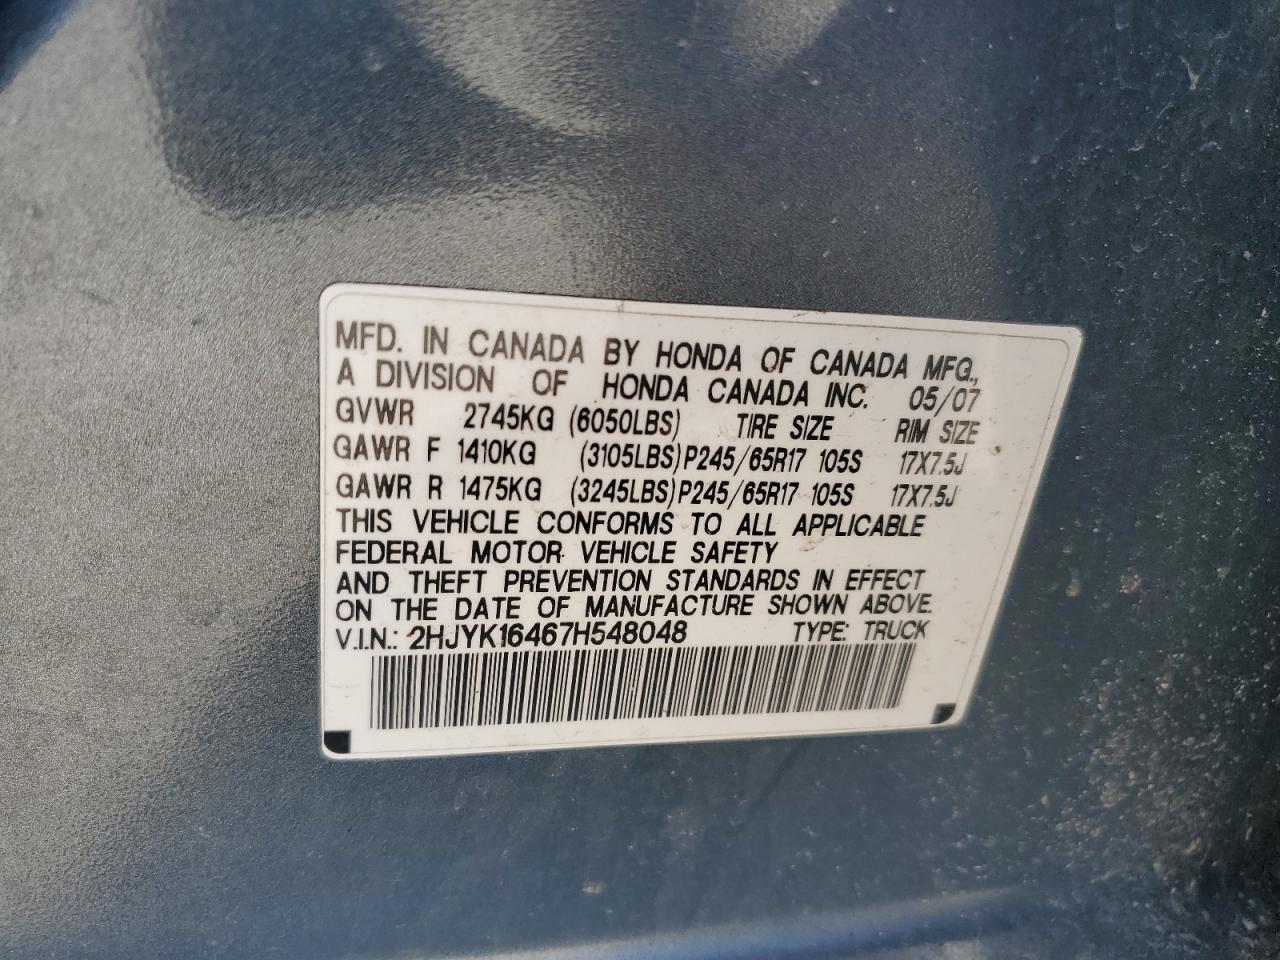 MFD. IN CANADA BY HONDA OF CANADA MFG.,
A DIVISION OF HONDA CANADA INC. 05/07
GVWR 2745KG (6050LBS) TIRE SIZE RIM SIZE
GAWR F 1410KG (3105LBS) P245/65R17 105S 17X7.5J
GAWR R 1475KG (3245LBS) P245/65R17 105S 17X7.5J
THIS VEHICLE CONFORMS TO ALL APPLICABLE
FEDERAL MOTOR VEHICLE SAFETY
AND THEFT PREVENTION STANDARDS IN EFFECT
ON THE DATE OF MANUFACTURE SHOWN ABOVE.
V.I.N.: 2HJYK16467H548048 TYPE: TRUCK